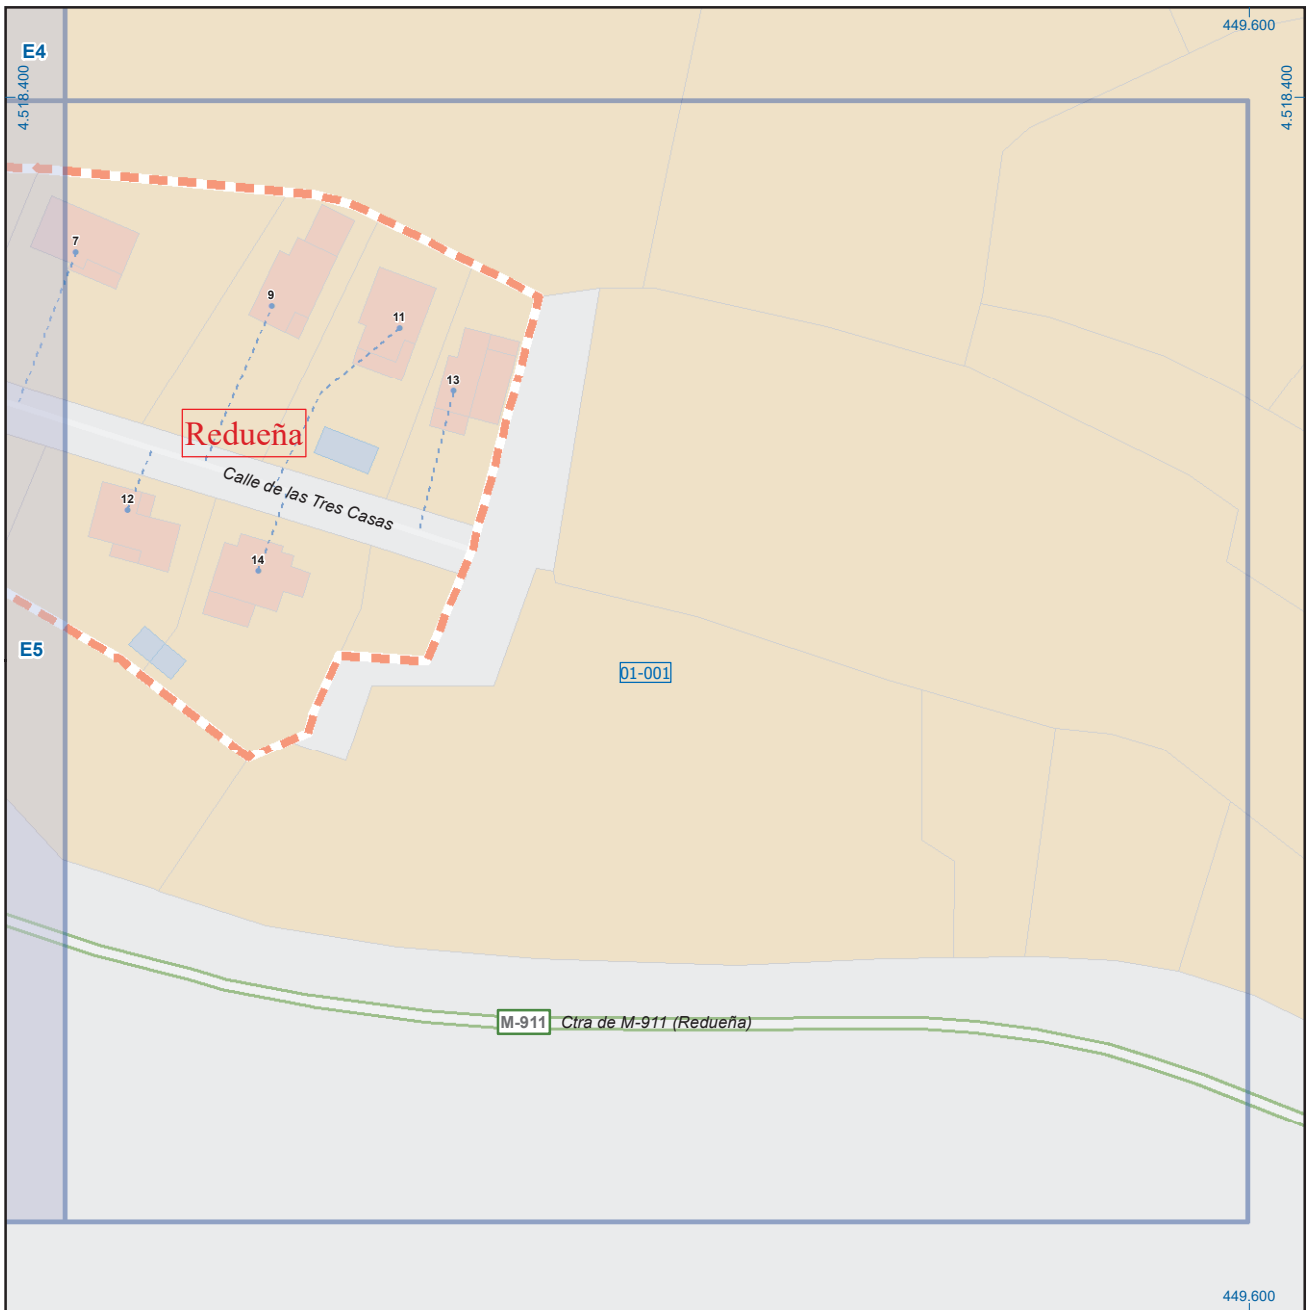 449.600
E4
4.518.400
4.518.400
7
9
11
13
Redueña
Calle de las Tres Casas
12
14
E5
01-001
M-911
Ctra de M-911 (Redueña)
449.600